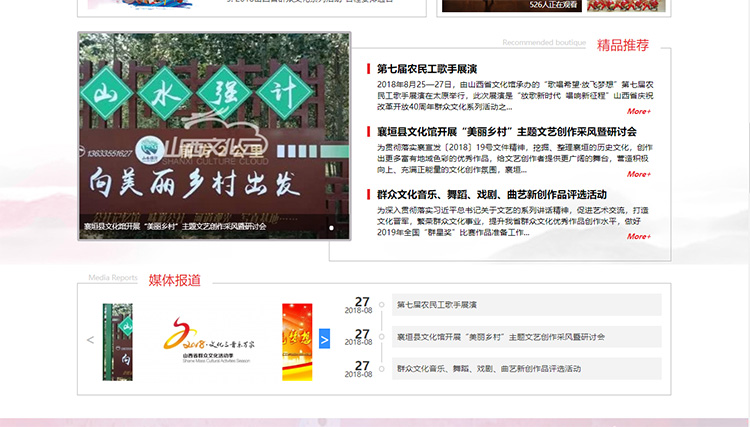 526人正在观看
Recommended boutique 精品推荐
山水强计
山西文化云
SHANXI CULTURE CLOUD
13633551627
向美丽乡村出发
襄垣县文化馆开展“美丽乡村”主题文艺创作采风暨研讨会
第七届农民工歌手展演
2018年8月25—27日，由山西省文化馆承办的“歌唱希望·放飞梦想”第七届农
民工歌手展演在太原举行，此次展演是“放歌新时代 唱响新征程”山西省庆祝
改革开放40周年群众文化系列活动之...
More+
襄垣县文化馆开展“美丽乡村”主题文艺创作采风暨研讨会
为贯彻落实襄宣发【2018】19号文件精神，挖掘、整理襄垣的历史文化，创作
出更多富有地域色彩的优秀作品，给文艺创作者提供更广阔的舞台，营造积极
向上、充满正能量的文化创作氛围，襄垣...
More+
群众文化音乐、舞蹈、戏剧、曲艺新创作品评选活动
为深入贯彻落实习近平总书记关于文艺的系列讲话精神，促进艺术交流，打造
文化晋军，繁荣群众文化事业，提升我省群众文化优秀作品创作水平，做好
2019年全国“群星奖”比赛作品准备工作...
More+
Media Reports 媒体报道
<
山
向美
2018·文化三音乐百家
山西省群众文化活动季
Shanxi Mass Cultural Activities Season
>
27
2018-08
第七届农民工歌手展演
27
2018-08
襄垣县文化馆开展“美丽乡村”主题文艺创作采风暨研讨会
27
2018-08
群众文化音乐、舞蹈、戏剧、曲艺新创作品评选活动